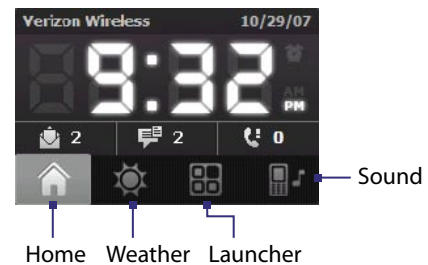 Verizon Wireless 10/29/07
9:32
AM
PM
2 2 0
Sound
Home Weather Launcher